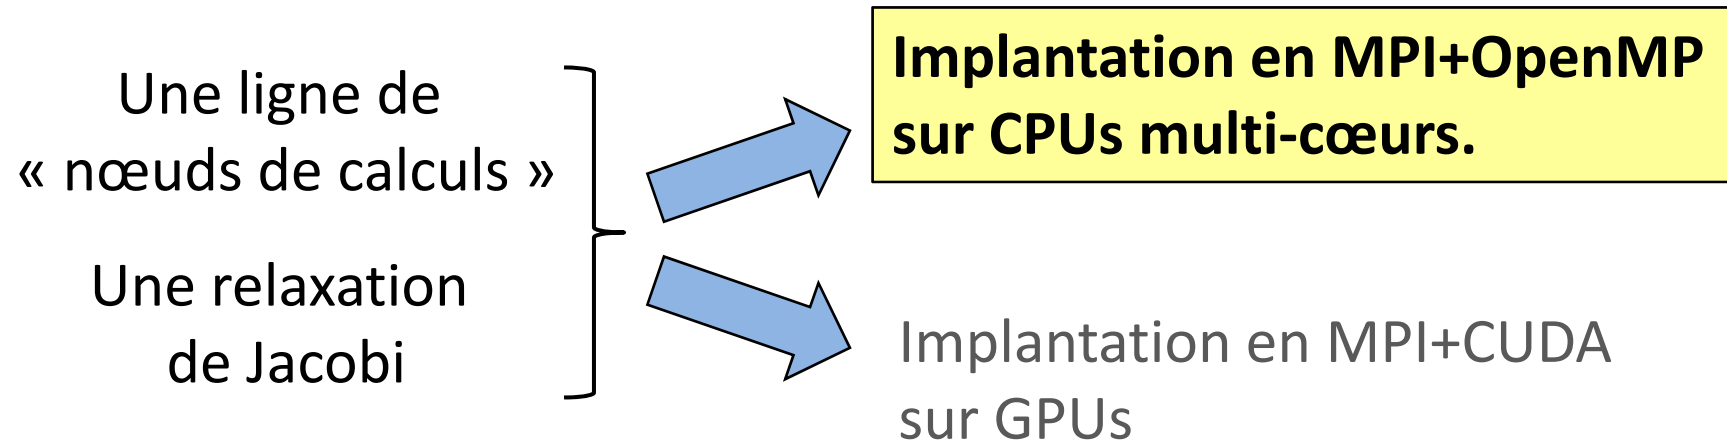 Une ligne de
« nœuds de calculs »
Une relaxation
de Jacobi
Implantation en MPI+OpenMP
sur CPUs multi-cœurs.
Implantation en MPI+CUDA
sur GPUs